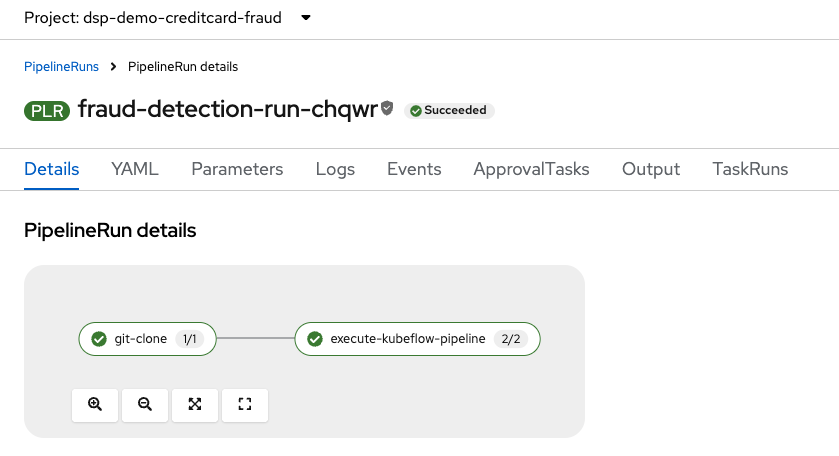 Project: dsp-demo-creditcard-fraud
PipelineRuns PipelineRun details
PLR fraud-detection-run-chqwr Succeeded
Details YAML Parameters Logs Events ApprovalTasks Output TaskRuns
PipelineRun details
git-clone 1/1 execute-kubeflow-pipeline 2/2